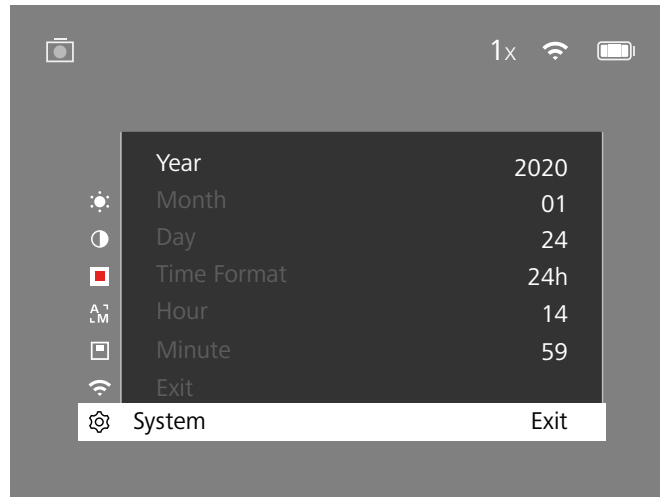 1x
Year 2020
Month 01
Day 24
Time Format 24h
Hour 14
Minute 59
A M
Exit
System Exit